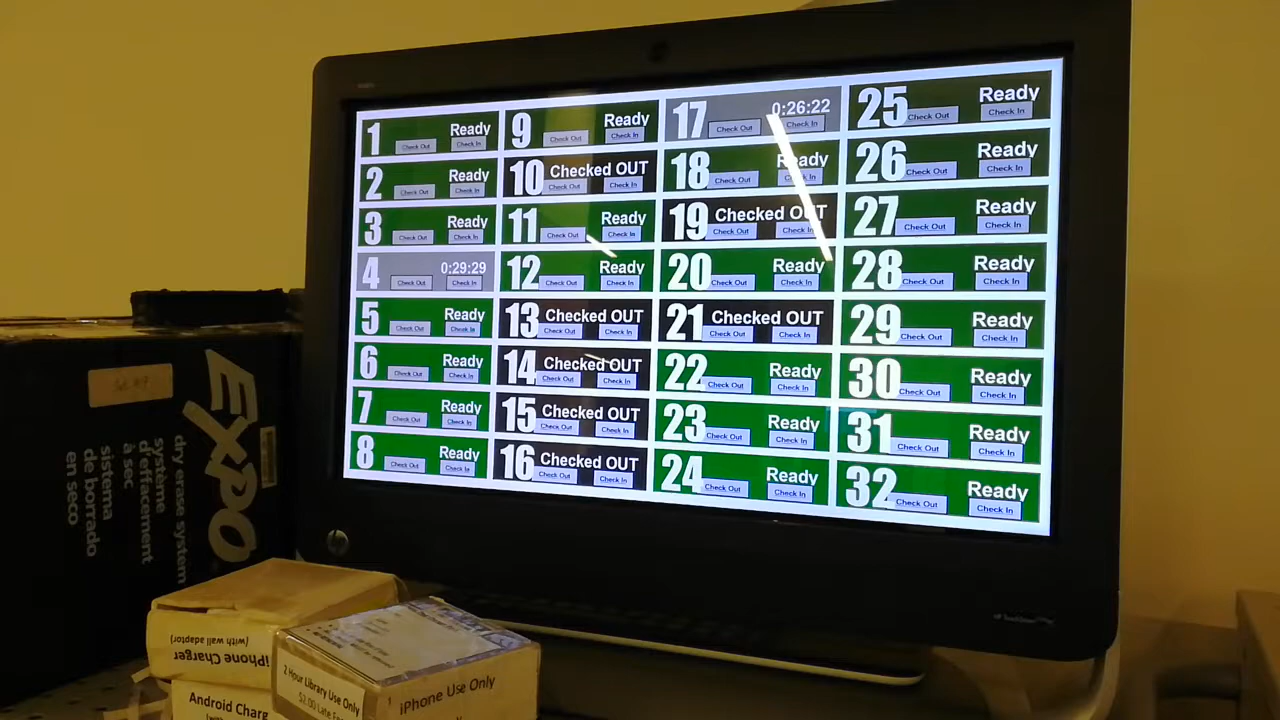 1 Ready
Check Out Check In
2 Ready
Check Out Check In
3 Ready
Check Out Check In
4 0:29:29
Check Out Check In
5 Ready
Check Out Check In
6 Ready
Check Out Check In
7 Ready
Check Out Check In
8 Ready
Check Out Check In
9 Ready
Check Out Check In
10 Checked OUT
Check Out Check In
11 Ready
Check Out Check In
12 Ready
Check Out Check In
13 Checked OUT
Check Out Check In
14 Checked OUT
Check Out Check In
15 Checked OUT
Check Out Check In
16 Checked OUT
Check Out Check In
17 0:26:22
Check Out Check In
18 Ready
Check Out Check In
19 Checked OUT
Check Out Check In
20 Ready
Check Out Check In
21 Checked OUT
Check Out Check In
22 Ready
Check Out Check In
23 Ready
Check Out Check In
24 Ready
Check Out Check In
25 Ready
Check Out Check In
26 Ready
Check Out Check In
27 Ready
Check Out Check In
28 Ready
Check Out Check In
29 Ready
Check Out Check In
30 Ready
Check Out Check In
31 Ready
Check Out Check In
32 Ready
Check Out Check In
EXPO
dry erase system
système
d'effacement
à sec
sistema
de borrado
en seco
iPhone Charger
(with wall adaptor)
Android Charg
2 Hour Library Use Only
$2.00 Late
iPhone Use Only